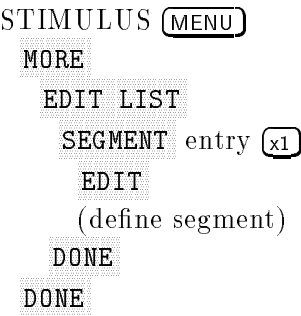 STIMULUS MENU
MORE
EDIT LIST
SEGMENT entry x1
EDIT
(define segment)
DONE
DONE